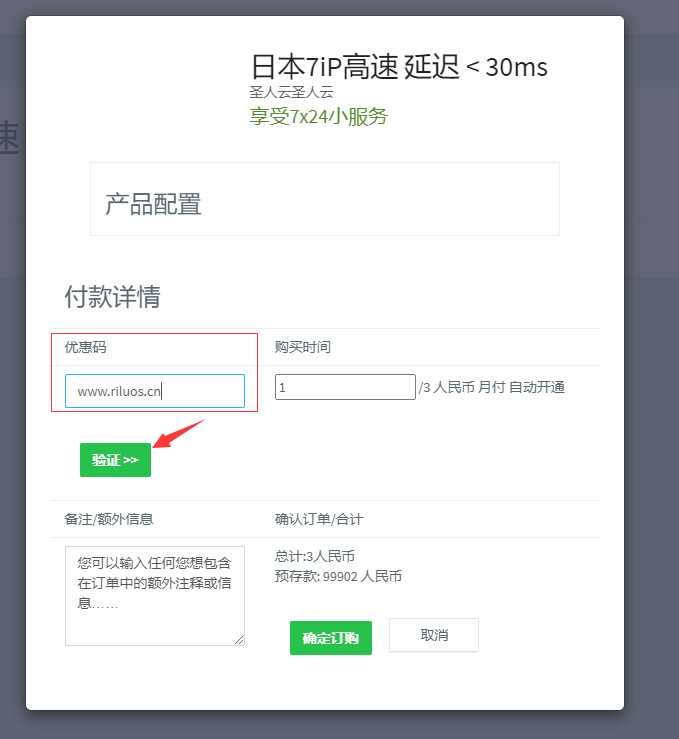 日本7iP高速 延迟 < 30ms
圣人云圣人云
享受7x24小服务
速
产品配置
付款详情
优惠码
购买时间
www.riluos.cn
1
/3 人民币 月付 自动开通
验证 >>
备注/额外信息
确认订单/合计
您可以输入任何您想包含
在订单中的额外注释或信
息……
总计:3人民币
预存款: 99902 人民币
确定订购
取消